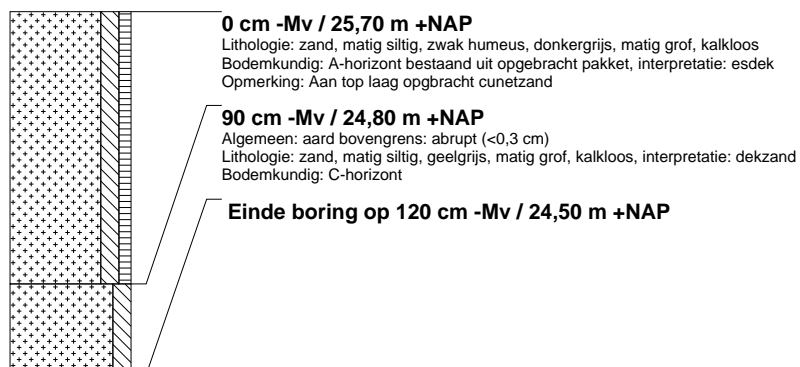 0 cm -Mv / 25,70 m +NAP
Lithologie: zand, matig siltig, zwak humeus, donkergrijs, matig grof, kalkloos
Bodemkundig: A-horizont bestaand uit opgebracht pakket, interpretatie: esdek
Opmerking: Aan top laag opgbracht cunetzand
90 cm -Mv / 24,80 m +NAP
Algemeen: aard bovengrens: abrupt (<0,3 cm)
Lithologie: zand, matig siltig, geelgrijs, matig grof, kalkloos, interpretatie: dekzand
Bodemkundig: C-horizont
Einde boring op 120 cm -Mv / 24,50 m +NAP